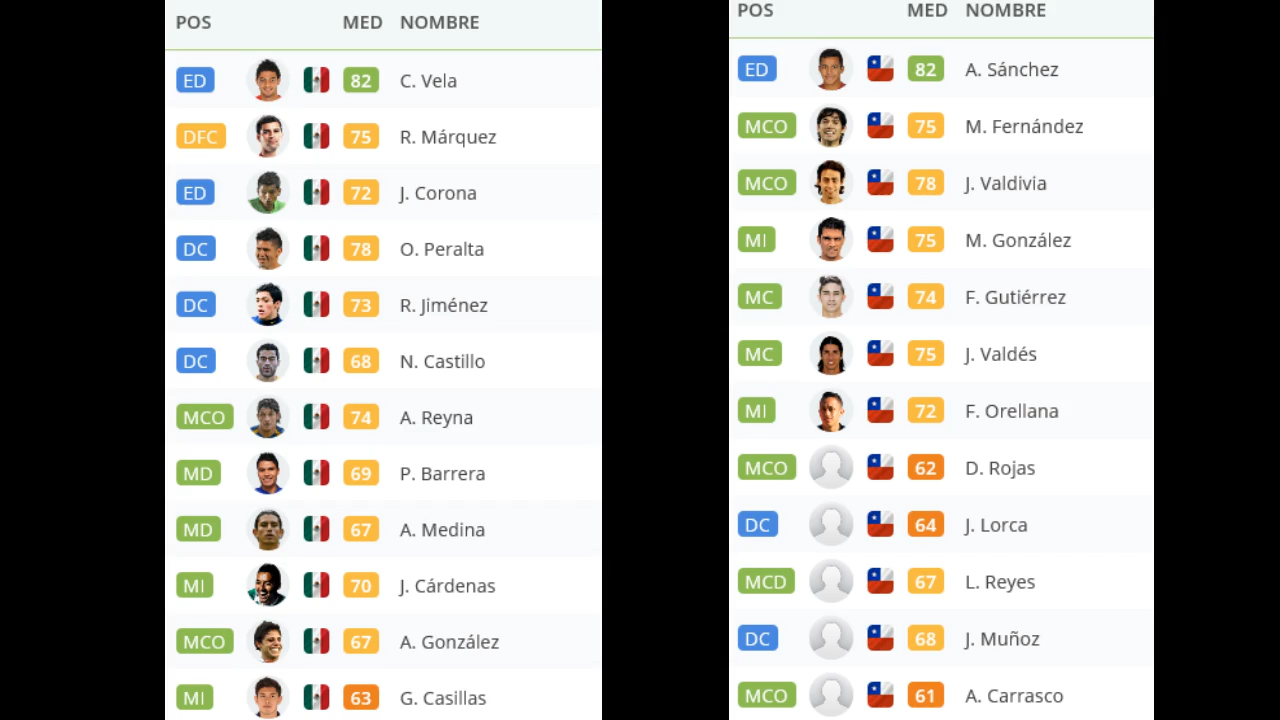 POS MED NOMBRE
ED 82 C. Vela
DFC 75 R. Márquez
ED 72 J. Corona
DC 78 O. Peralta
DC 73 R. Jiménez
DC 68 N. Castillo
MCO 74 A. Reyna
MD 69 P. Barrera
MD 67 A. Medina
MI 70 J. Cárdenas
MCO 67 A. González
MI 63 G. Casillas
POS MED NOMBRE
ED 82 A. Sánchez
MCO 75 M. Fernández
MCO 78 J. Valdivia
MI 75 M. González
MC 74 F. Gutiérrez
MC 75 J. Valdés
MI 72 F. Orellana
MCO 62 D. Rojas
DC 64 J. Lorca
MCD 67 L. Reyes
DC 68 J. Muñoz
MCO 61 A. Carrasco